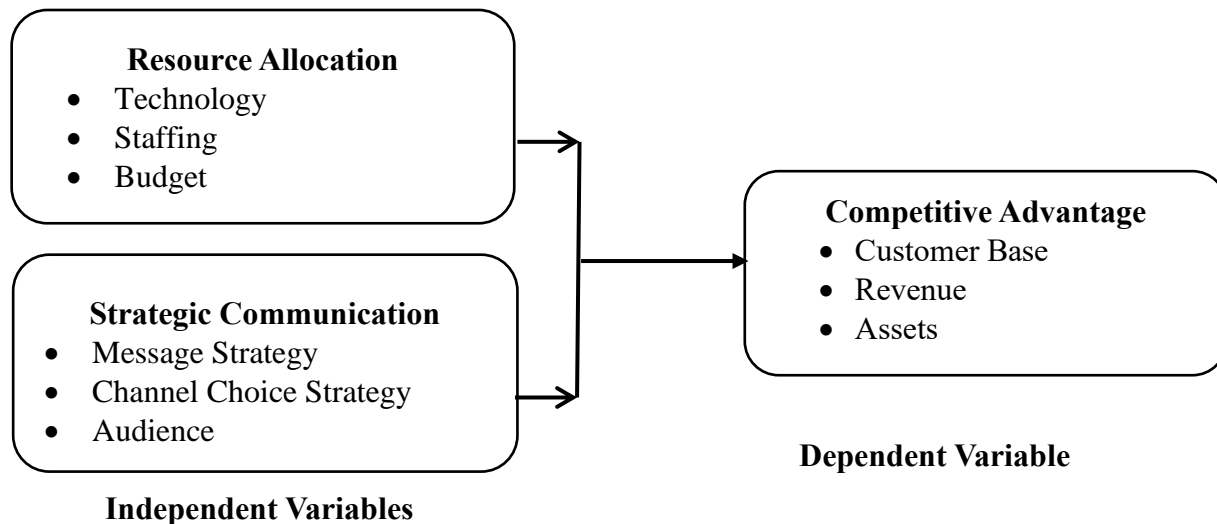 Resource Allocation
• Technology
• Staffing
• Budget
Strategic Communication
• Message Strategy
• Channel Choice Strategy
• Audience
Independent Variables
Competitive Advantage
• Customer Base
• Revenue
• Assets
Dependent Variable